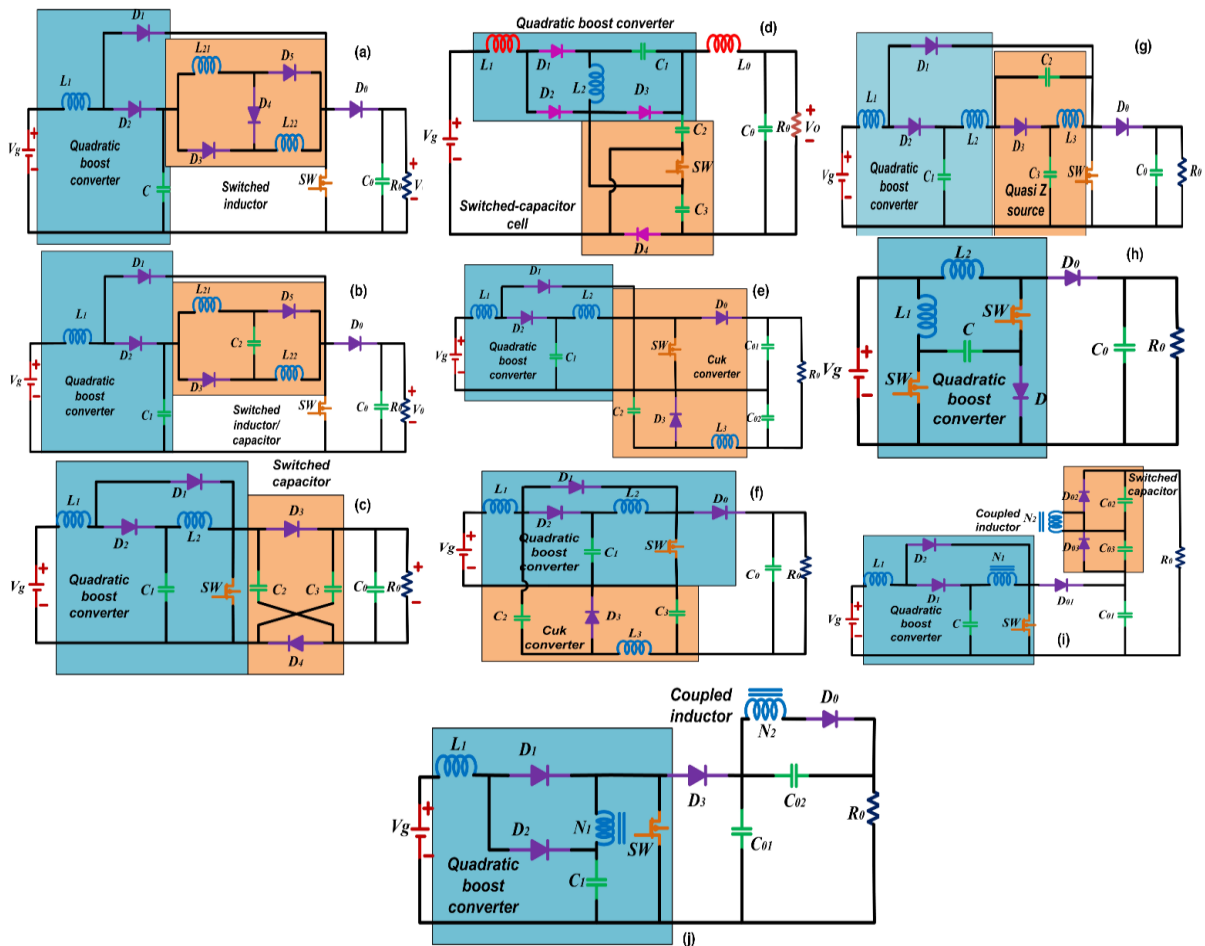 (a)
D1
L21
D5
L1
D4
D0
D2
L22
D3
Vg
Quadratic
boost
converter
C
Switched
inductor
SW
C0
R0
V
(b)
D1
L21
D5
L1
C2
D0
D2
L22
D3
Vg
Quadratic
boost
converter
C1
Switched
inductor/
capacitor
SW
C0
R0
V0
Switched
capacitor
(c)
L1
D1
D3
D2
L2
Vg
Quadratic
boost
converter
C1
SW
C2
C3
C0
R0
D4
Quadratic boost converter
(d)
L1
D1
C1
L0
D2
L2
D3
C2
C0
R0
VO
Vg
SW
Switched-capacitor
cell
C3
D4
(e)
D1
L1
L2
D0
D2
SW
Cuk
converter
C01
Vg
Quadratic
boost
converter
C1
R0
C2
D3
C02
L3
(f)
L1
D1
L2
D0
D2
Quadratic
boost
converter
C1
SW
Vg
C0
R0
C2
D3
C3
Cuk
converter
L3
(g)
C2
D1
L1
D0
D2
L2
D3
L3
Vg
Quadratic
boost
converter
C1
C3
SW
Quasi Z
source
C0
R0
(h)
L2
D0
L1
SW
C
C0
R0
Vg
SW
Quadratic
boost
converter
D
Switched
capacitor
D02
C02
Coupled
inductor
N2
D03
C03
R0
(i)
D2
L1
N1
D1
D01
Quadratic
boost
converter
Vg
C
SW
C01
Coupled
inductor
D0
N2
L1
D1
D3
C02
R0
Vg
D2
N1
SW
C01
Quadratic
boost
converter
C1
(j)